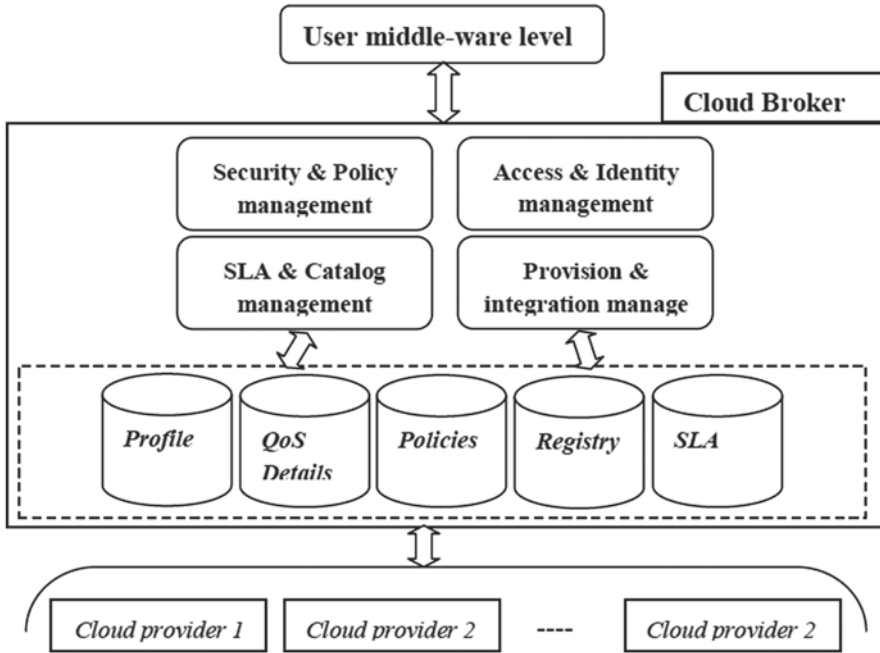 User middle-ware level
Cloud Broker
Security & Policy
management
Access & Identity
management
SLA & Catalog
management
Provision &
integration manage
Profile
QoS
Details
Policies
Registry
SLA
Cloud provider 1
Cloud provider 2
----
Cloud provider 2